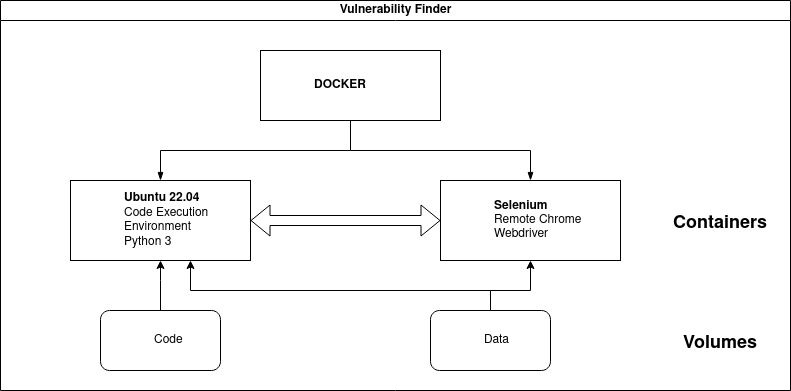 Vulnerability Finder
DOCKER
Ubuntu 22.04
Code Execution
Environment
Python 3
Selenium
Remote Chrome
Webdriver
Containers
Code
Data
Volumes